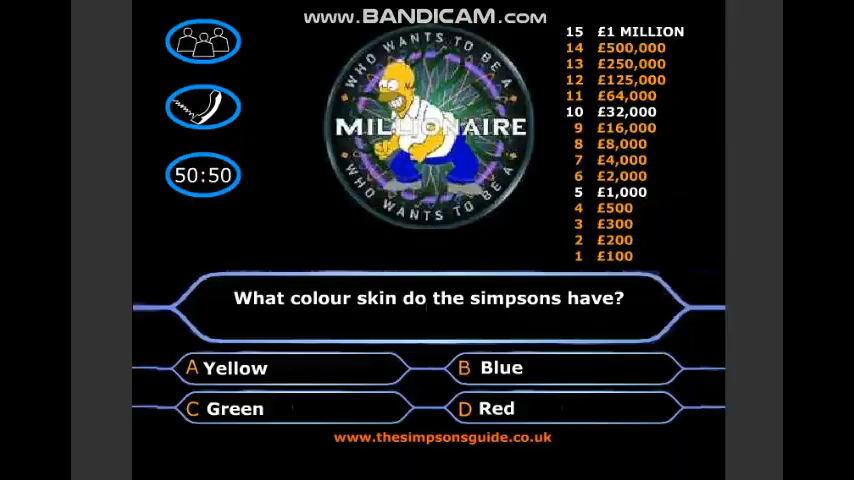 www.BANDICAM.com
WHO WANTS TO BE A
MILLIONAIRE
WHO WANTS TO BE A
50:50
15 £1 MILLION
14 £500,000
13 £250,000
12 £125,000
11 £64,000
10 £32,000
9 £16,000
8 £8,000
7 £4,000
6 £2,000
5 £1,000
4 £500
3 £300
2 £200
1 £100
What colour skin do the simpsons have?
A Yellow
B Blue
C Green
D Red
www.thesimpsonsguide.co.uk